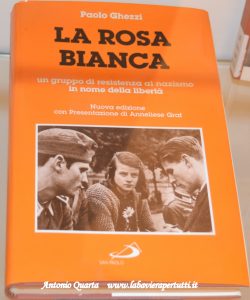 Paolo Ghezzi
LA ROSA
BIANCA
un gruppo di resistenza al nazismo
in nome della libertà
Nuova edizione
con Presentazione di Anneliese Graf
SAN PAOLO
Antonio Quarta www.labavierapertutti.it